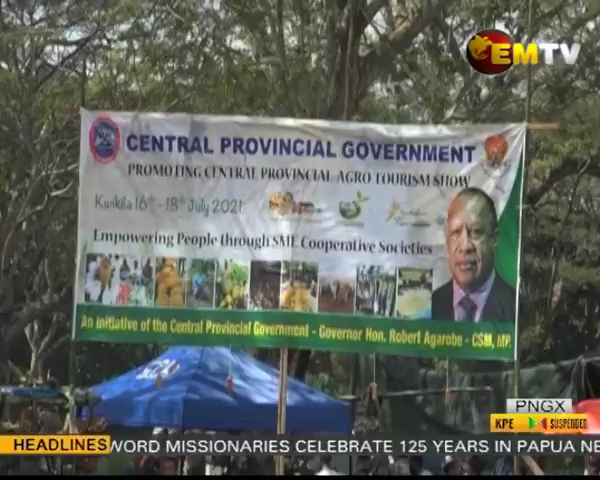 EMTV
CENTRAL PROVINCIAL GOVERNMENT
PROMOTING CENTRAL PROVINCIAL AGRO TOURISM SHOW
Kwikila 16th - 18th July 2021
Empowering People through SME Cooperative Societies
An initiative of the Central Provincial Government - Governor Hon. Robert Agarobe - CSM, MP.
PNGX
KPE SUSPENDED
HEADLINES WORD MISSIONARIES CELEBRATE 125 YEARS IN PAPUA NE